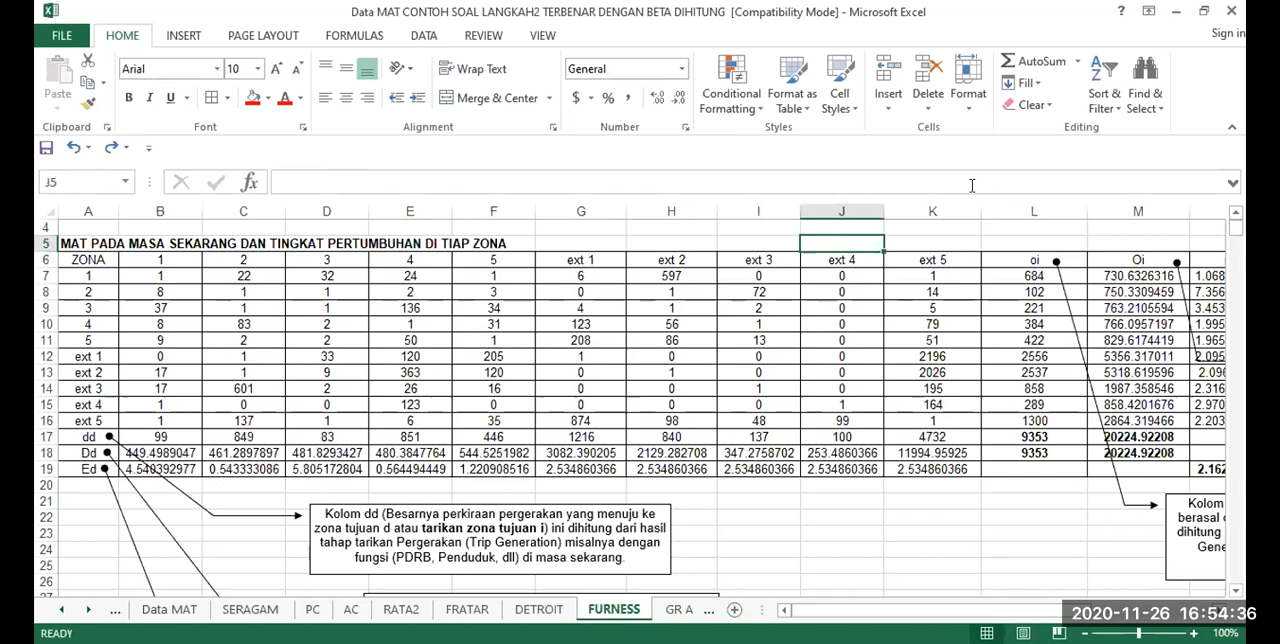 Data MAT CONTOH SOAL LANGKAH2 TERBENAR DENGAN BETA DIHITUNG [Compatibility Mode] - Microsoft Excel
FILE HOME INSERT PAGE LAYOUT FORMULAS DATA REVIEW VIEW Sign in
Paste Arial 10 Wrap Text General Conditional Formatting Format as Table Cell Styles Insert Delete Format AutoSum Sort & Filter Find & Select
B I U Merge & Center $ % , Fill
Clear
Clipboard Font Alignment Number Styles Cells Editing
J5 fx
A B C D E F G H I J K L M
4
5 MAT PADA MASA SEKARANG DAN TINGKAT PERTUMBUHAN DI TIAP ZONA
6 ZONA 1 2 3 4 5 ext 1 ext 2 ext 3 ext 4 ext 5 oi Oi
7 1 1 22 32 24 1 6 597 0 0 1 684 730.6326316 1.068
8 2 8 1 1 2 3 0 1 72 0 14 102 750.3309459 7.356
9 3 37 1 1 136 34 4 1 2 0 5 221 763.2105594 3.453
10 4 8 83 2 1 31 123 56 1 0 79 384 766.0957197 1.995
11 5 9 2 2 50 1 208 86 13 0 51 422 829.6174419 1.965
12 ext 1 0 1 33 120 205 1 0 0 0 2196 2556 5356.317011 2.095
13 ext 2 17 1 9 363 120 0 1 0 0 2026 2537 5318.619596 2.096
14 ext 3 17 601 2 26 16 0 0 1 0 195 858 1987.358546 2.316
15 ext 4 1 0 0 123 0 0 0 0 1 164 289 858.4201676 2.970
16 ext 5 1 137 1 6 35 874 98 48 99 1 1300 2864.319466 2.203
17 dd 99 849 83 851 446 1216 840 137 100 4732 9353 20224.92208
18 Dd 449.4989047 461.2897897 481.8293427 480.3847764 544.5251982 3082.390205 2129.282708 347.2758702 253.4860366 11994.95925 9353 20224.92208
19 Ed 4.540392977 0.543333086 5.805172804 0.564494449 1.220908516 2.534860366 2.534860366 2.534860366 2.534860366 2.534860366 2.162
20
21
22
23
24
25
26
27
Kolom dd (Besarnya perkiraan pergerakan yang menuju ke
zona tujuan d atau tarikan zona tujuan i) ini dihitung dari hasil
tahap tarikan Pergerakan (Trip Generation) misalnya dengan
fungsi (PDRB, Penduduk, dll) di masa sekarang.
Kolom
berasal
dihitung
Gene
... Data MAT SERAGAM PC AC RATA2 FRATAR DETROIT FURNESS GR A ...
2020-11-26 16:54:36
READY 100%